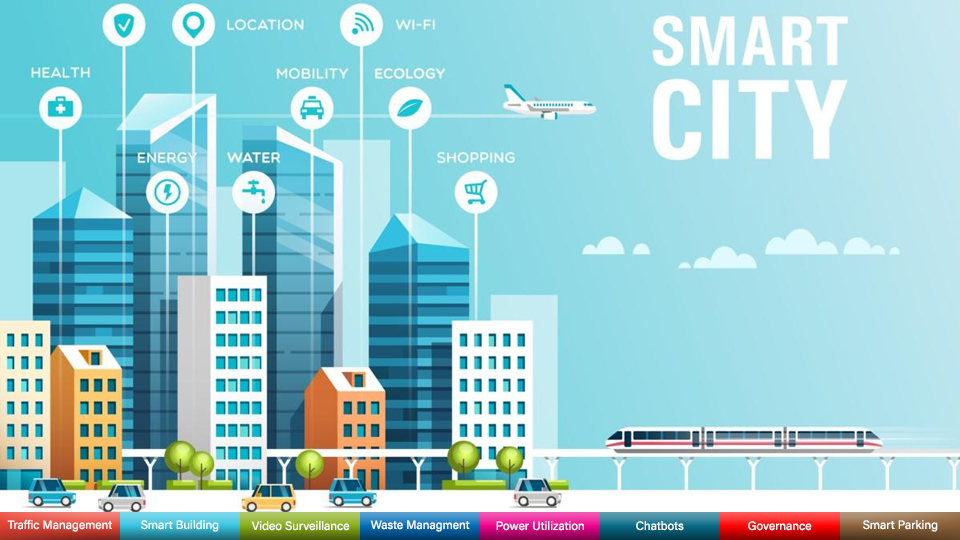 LOCATION
WI-FI
SMART
CITY
HEALTH
MOBILITY
ECOLOGY
ENERGY
WATER
SHOPPING
Traffic Management
Smart Building
Video Surveillance
Waste Managment
Power Utilization
Chatbots
Governance
Smart Parking